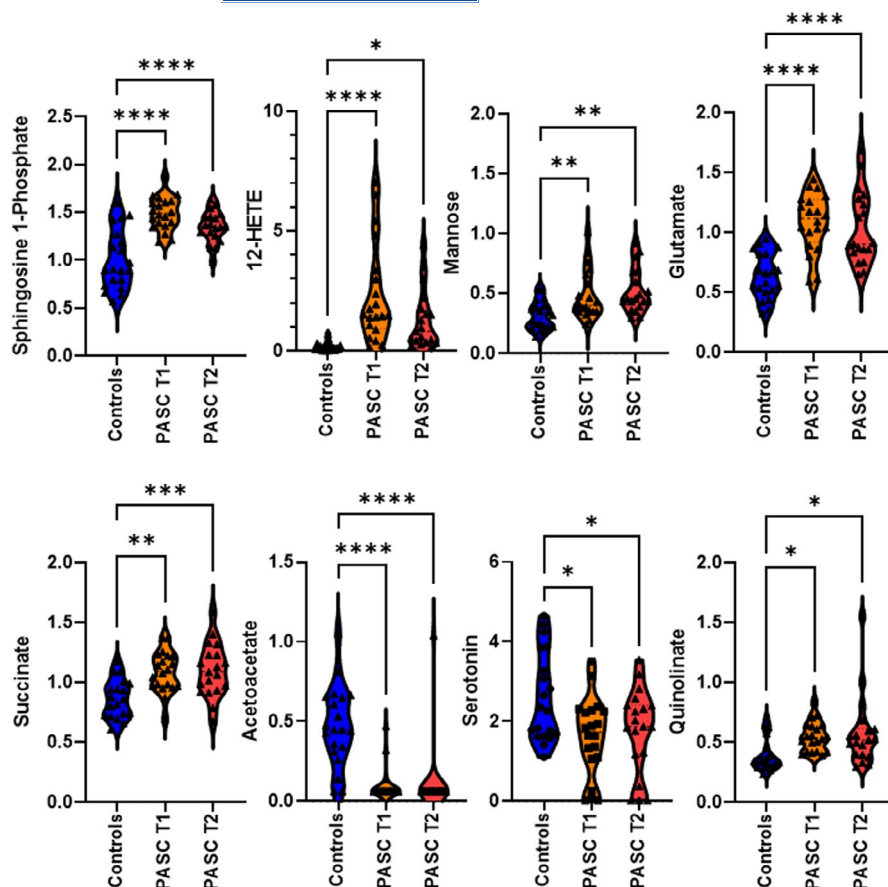 ****
****
2.5
2.0
1.5
1.0
0.5
0.0
Sphingosine 1-Phosphate
Controls
PASC T1
PASC T2
*
****
10
5
0
12-HETE
Controls
PASC T1
PASC T2
**
**
2.0
1.5
1.0
0.5
0.0
Mannose
Controls
PASC T1
PASC T2
****
****
2.0
1.5
1.0
0.5
0.0
Glutamate
Controls
PASC T1
PASC T2
***
**
2.0
1.5
1.0
0.5
0.0
Succinate
Controls
PASC T1
PASC T2
****
****
1.5
1.0
0.5
0.0
Acetoacetate
Controls
PASC T1
PASC T2
*
*
6
4
2
0
Serotonin
Controls
PASC T1
PASC T2
*
*
2.0
1.5
1.0
0.5
0.0
Quinolinate
Controls
PASC T1
PASC T2